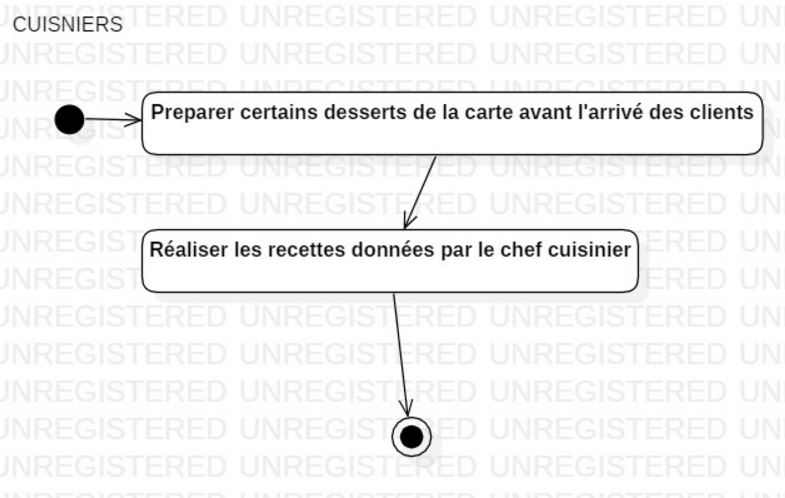 CUISNIERS
Preparer certains desserts de la carte avant l'arrivé des clients
Réaliser les recettes données par le chef cuisinier
UNREGISTERED UNREGISTERED UNREGISTERED UN